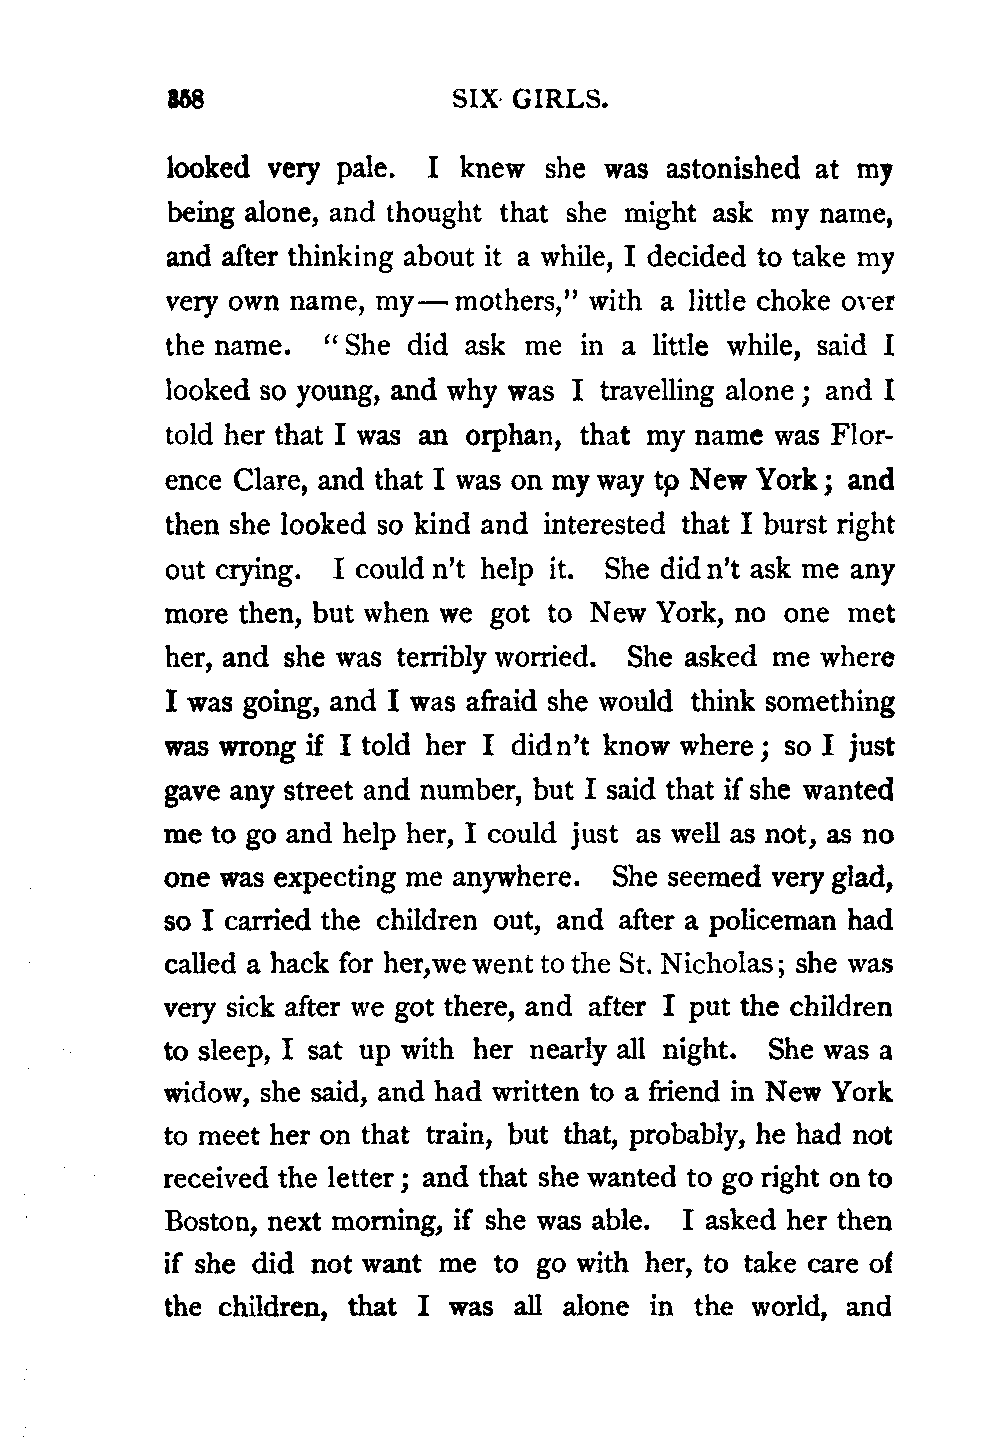 358 SIX GIRLS.
looked very pale. I knew she was astonished at my
being alone, and thought that she might ask my name,
and after thinking about it a while, I decided to take my
very own name, my— mothers,” with a little choke over
the name. “She did ask me in a little while, said I
looked so young, and why was I travelling alone; and I
told her that I was an orphan, that my name was Flor-
ence Clare, and that I was on my way tp New York; and
then she looked so kind and interested that I burst right
out crying. I could n't help it. She did n't ask me any
more then, but when we got to New York, no one met
her, and she was terribly worried. She asked me where
I was going, and I was afraid she would think something
was wrong if I told her I didn't know where; so I just
gave any street and number, but I said that if she wanted
me to go and help her, I could just as well as not, as no
one was expecting me anywhere. She seemed very glad,
so I carried the children out, and after a policeman had
called a hack for her, we went to the St. Nicholas; she was
very sick after we got there, and after I put the children
to sleep, I sat up with her nearly all night. She was a
widow, she said, and had written to a friend in New York
to meet her on that train, but that, probably, he had not
received the letter; and that she wanted to go right on to
Boston, next morning, if she was able. I asked her then
if she did not want me to go with her, to take care of
the children, that I was all alone in the world, and